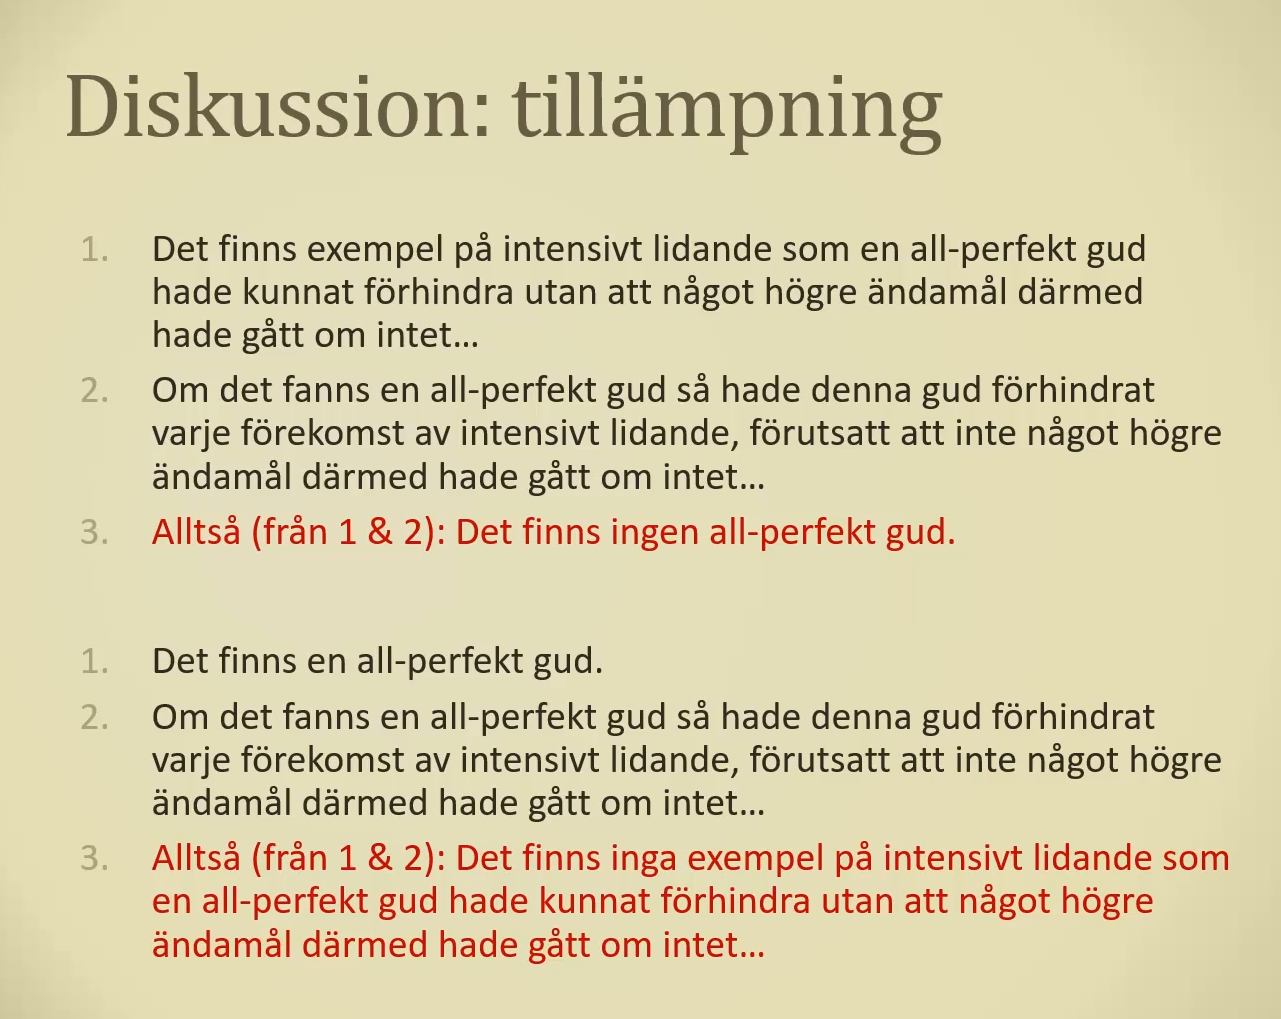 Diskussion: tillämpning
1. Det finns exempel på intensivt lidande som en all-perfekt gud
hade kunnat förhindra utan att något högre ändamål därmed
hade gått om intet…
2. Om det fanns en all-perfekt gud så hade denna gud förhindrat
varje förekomst av intensivt lidande, förutsatt att inte något högre
ändamål därmed hade gått om intet…
3. Alltså (från 1 & 2): Det finns ingen all-perfekt gud.
1. Det finns en all-perfekt gud.
2. Om det fanns en all-perfekt gud så hade denna gud förhindrat
varje förekomst av intensivt lidande, förutsatt att inte något högre
ändamål därmed hade gått om intet…
3. Alltså (från 1 & 2): Det finns inga exempel på intensivt lidande som
en all-perfekt gud hade kunnat förhindra utan att något högre
ändamål därmed hade gått om intet…